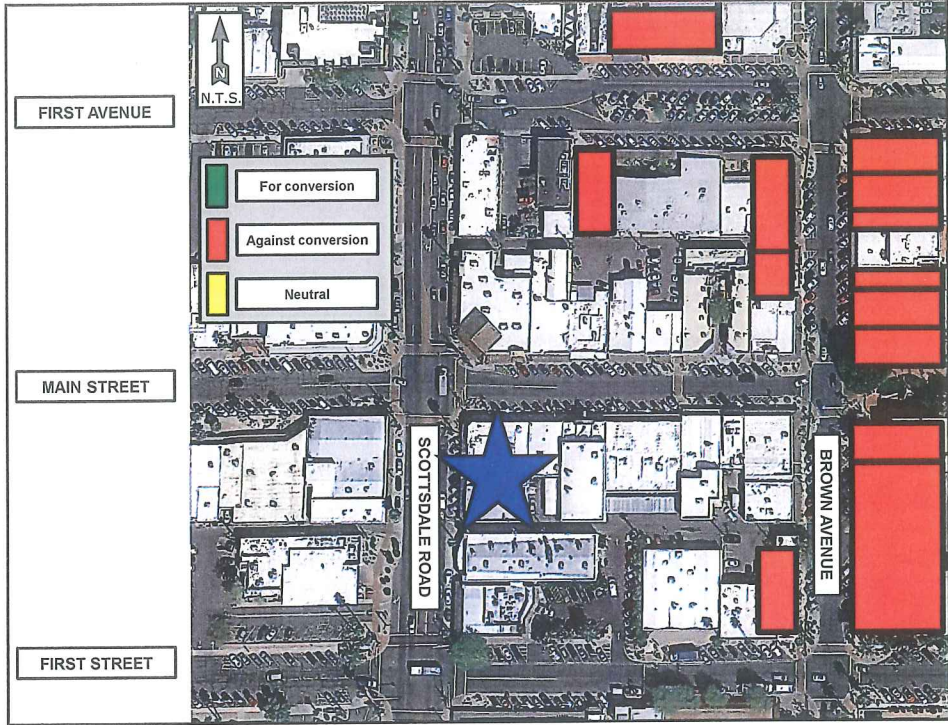 N
N.T.S.
FIRST AVENUE
For conversion
Against conversion
Neutral
MAIN STREET
SCOTTSDALE ROAD
BROWN AVENUE
FIRST STREET